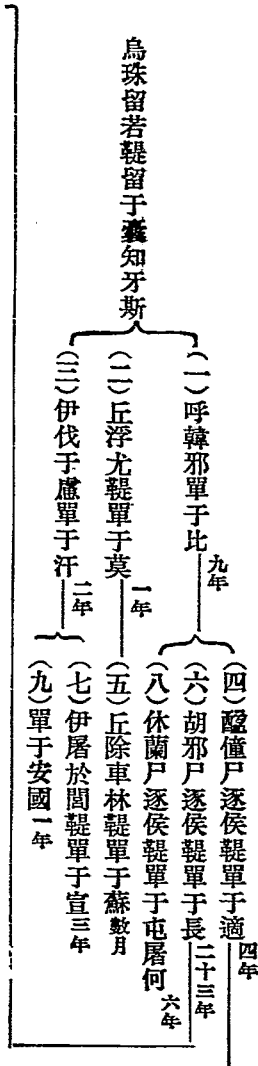 烏珠留若鞮留于囊知牙斯
(一)呼韓邪單于比 九年
(二)丘浮尤鞮單于莫 一年
(三)伊伐于慮單于汗 二年
(四)醢僮尸逐侯鞮單于適 四年
(六)胡邪尸逐侯鞮單于長 二十三年
(八)休蘭尸逐侯鞮單于屯屠何 六年
(五)丘除車林鞮單于蘇 數月
(七)伊屠於閭鞮單于宣 三年
(九)單于安國 一年